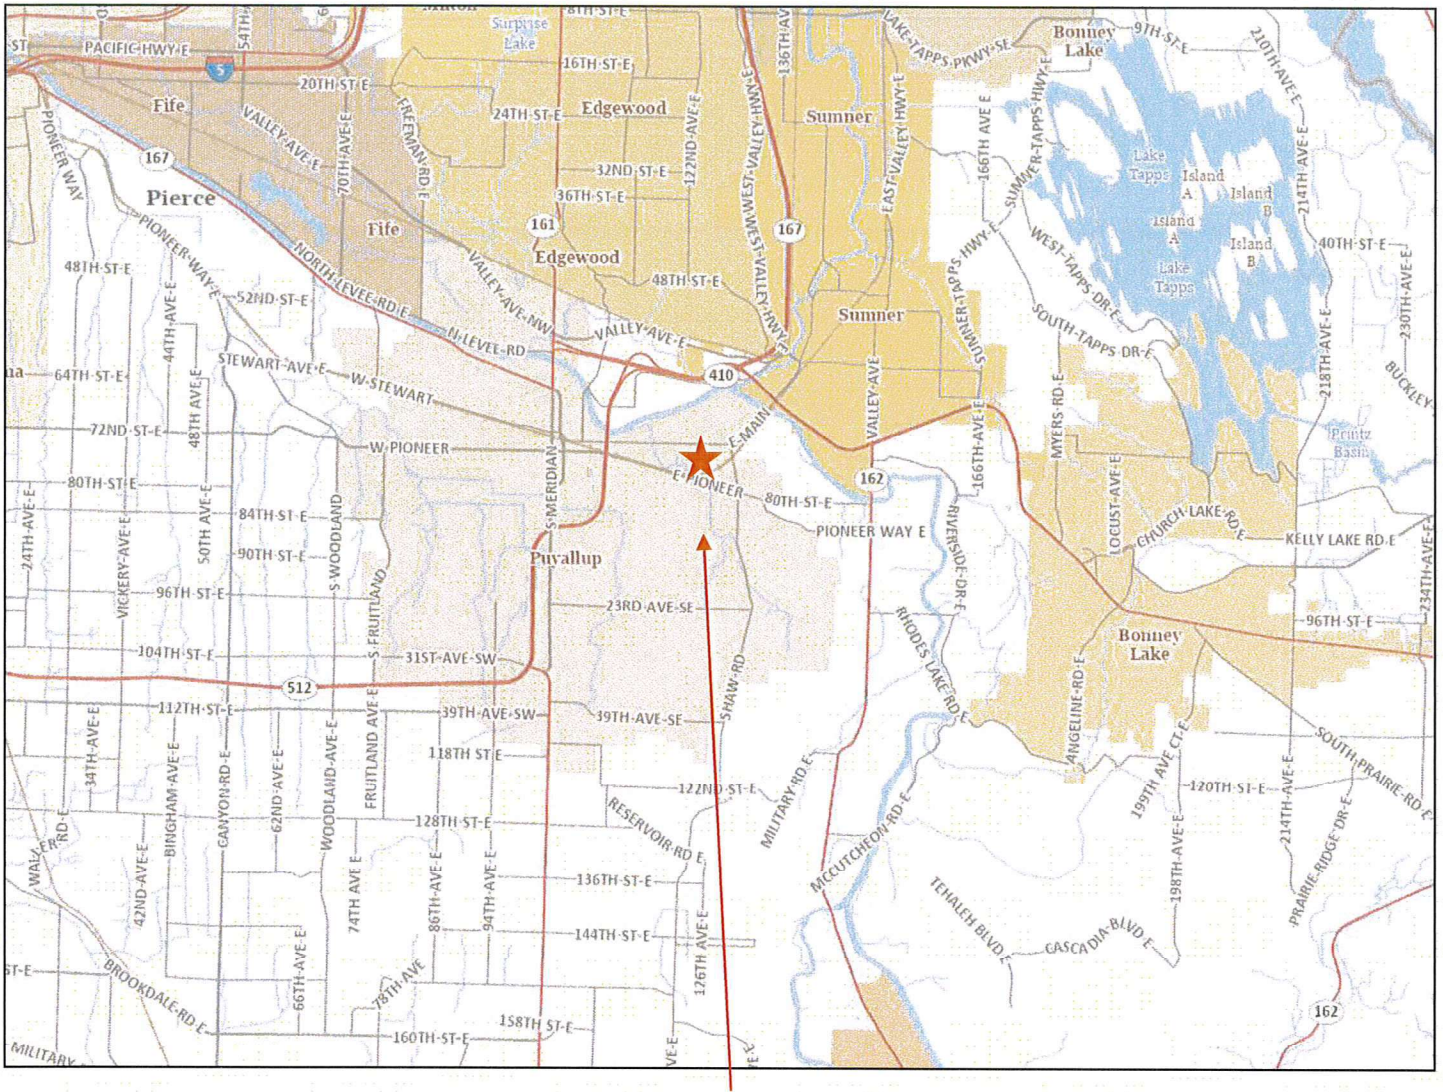 8TH-ST-E
Surprise
Lake
ST
PACIFIC HWY-E
54TH-A
5
20TH ST E
16TH-ST-E
Fife
24TH-ST-E
Edgewood
122ND-AVE-E
136TH-AV
LAKE-TAPPS-PKWY-SE
Bonney
Lake
9TH-ST-E
210TH-AVE-E
Sumner
VALLEY-AVE-E
FREEMAN-RD-E
70TH-AVE-E
PIONEER WAY
167
32ND ST-E
36TH-ST-E
WEST-VALLEY-HWY-E
EAST-VALLEY-HWY-E
166TH AVE E
SUMNER-TAPPS-HWY-E
Lake
Tapps
Island
A
Island
B
214TH-AVE-E
Pierce
161
167
Fife
Edgewood
Island
A
Island
B
40TH-ST-E
48TH-ST-E
PIONEER-WAY-E
NORTH-LEVEE-RD E
VALLEY-AVE-NW
48TH-ST-E
WEST-VALLEY-HWY
SUMNER-TAPPS-HWY-E
WEST-TAPPS-DR-E
Lake
Tapps
230TH-AVE-E
52ND-ST-E
44TH-AVE-E
N-LEVEE-RD
VALLEY-AVE-E
Sumner
SOUTH-TAPPS DR-E
218TH-AVE-E
STEWART-AVE-E
W-STEWART
64TH-ST-E
48TH AVE E
410
VALLEY-AVE
166TH-AVE-E
MYERS-RD-E
BUCKLEY-
72ND ST-E
W-PIONEER
E-MAIN
Printz
Basin
80TH-ST-E
S-MERIDIAN
E PIONEER
80TH-ST-E
162
24TH-AVE-E
50TH AVE-E
84TH-ST E
S-WOODLAND
PIONEER WAY E
RIVERSIDE-DR-E
LOCUST-AVE-E
CHURCH-LAKE-RD-E
KELLY LAKE RD-E
VICKERY-AVE-E
90TH-ST-E
Puyallup
96TH ST-E
S-FRUITLAND
23RD AVE-SE
RHODES LAKE-RD-E
234TH-AVE-E
96TH ST-E
Bonney
Lake
104TH-ST-E
31ST-AVE-SW
512
SHAW-RD
112TH-ST-E
39TH-AVE-SW
39TH-AVE-SE
ANGELINE-RD-E
34TH-AVE-E
BINGHAM-AVE-E
CANYON-RD-E
62ND-AVE-E
WOODLAND-AVE-E
FRUITLAND AVE E
118TH ST-E
199TH AVE CT-E
214TH-AVE-E
SOUTH-PRAIRIE-RD-E
122ND-ST-E
MILITARY-RD-E
120TH-ST-E
128TH-ST-E
RESERVOIR-RD E
MCCUTCHEON-RD-E
PRAIRIE-RIDGE-DR-E
WALLER-RD-E
42ND-AVE-E
74TH AVE E
86TH-AVE-E
94TH-AVE-E
136TH-ST-E
198TH-AVE-E
TEHALEH BLVD E
CASCADIA-BLVD E
144TH-ST-E
126TH AVE-E
ST-E
BROOKDALE-RD-E
66TH-AVE-E
78TH-AVE
158TH ST-E
162
160TH-ST-E
MILITARY
VE-E